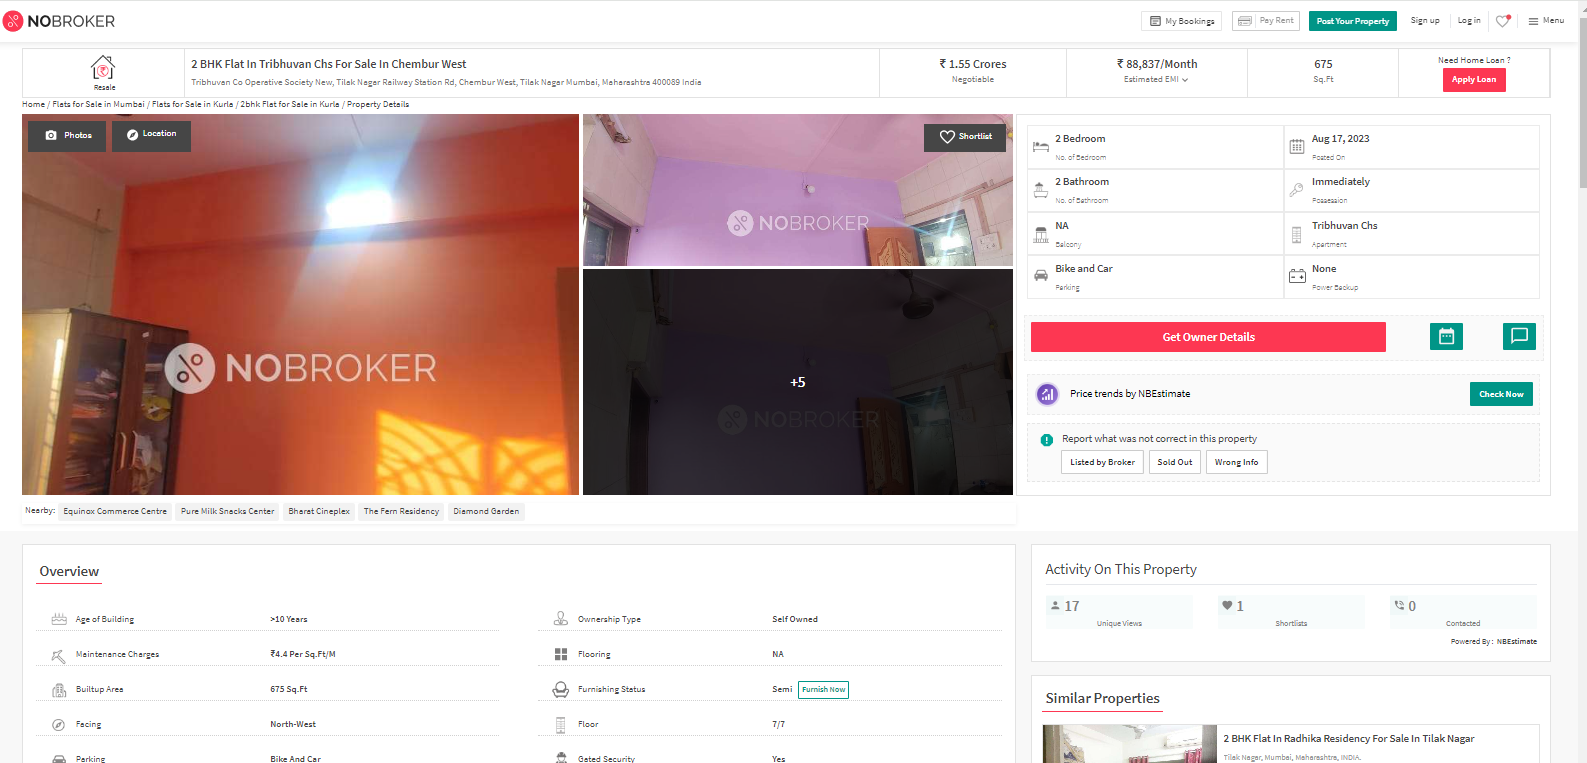 NOBROKER
My Bookings
Pay Rent
Post Your Property
Sign up
Log in
Menu
Resale
2 BHK Flat In Tribhuvan Chs For Sale In Chembur West
Tribhuvan Co Operative Society New, Tilak Nagar Railway Station Rd, Chembur West, Tilak Nagar Mumbai, Maharashtra 400089 India
₹ 1.55 Crores
Negotiable
₹ 88,837/Month
Estimated EMI
675
Sq.Ft
Need Home Loan ?
Apply Loan
Home / Flats for Sale in Mumbai / Flats for Sale in Kurla / 2bhk Flat for Sale in Kurla / Property Details
Photos
Location
Shortlist
NOBROKER
NOBROKER
+5
NOBROKER
2 Bedroom
No. of Bedroom
Aug 17, 2023
Posted On
2 Bathroom
No. of Bathroom
Immediately
Possession
NA
Balcony
Tribhuvan Chs
Apartment
Bike and Car
Parking
None
Power Backup
Get Owner Details
Price trends by NBEstimate
Check Now
Report what was not correct in this property
Listed by Broker
Sold Out
Wrong Info
Nearby:
Equinox Commerce Centre
Pure Milk Snacks Center
Bharat Cineplex
The Fern Residency
Diamond Garden
Overview
Age of Building
>10 Years
Ownership Type
Self Owned
Maintenance Charges
₹4.4 Per Sq.Ft/M
Flooring
NA
Builtup Area
675 Sq.Ft
Furnishing Status
Semi
Furnish Now
Facing
North-West
Floor
7/7
Parking
Bike And Car
Gated Security
Yes
Activity On This Property
17
Unique Views
1
Shortlists
0
Contacted
Powered By : NBEstimate
Similar Properties
2 BHK Flat In Radhika Residency For Sale In Tilak Nagar
Tilak Nagar, Mumbai, Maharashtra, INDIA.